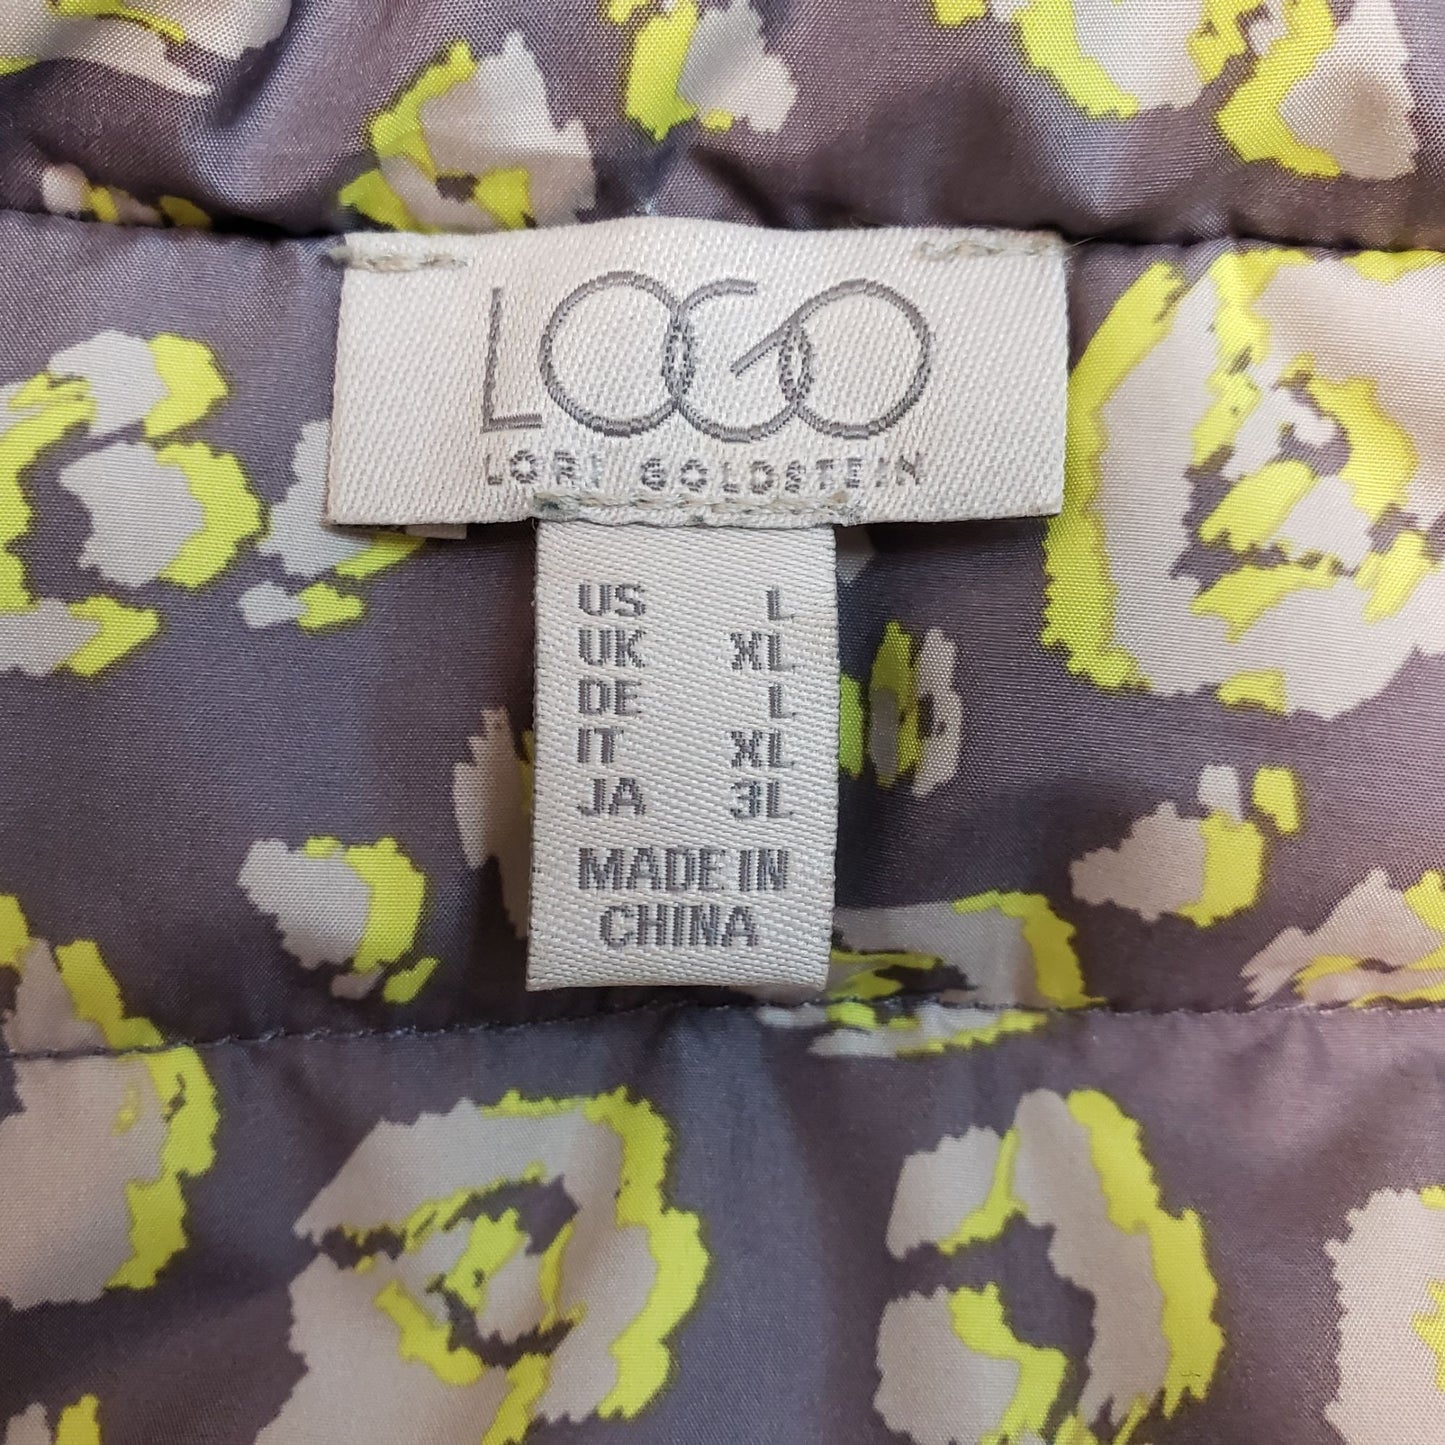 LOGO
LORI GOLDSTEIN
US L
UK XL
DE L
IT XL
JA 3L
MADE IN
CHINA